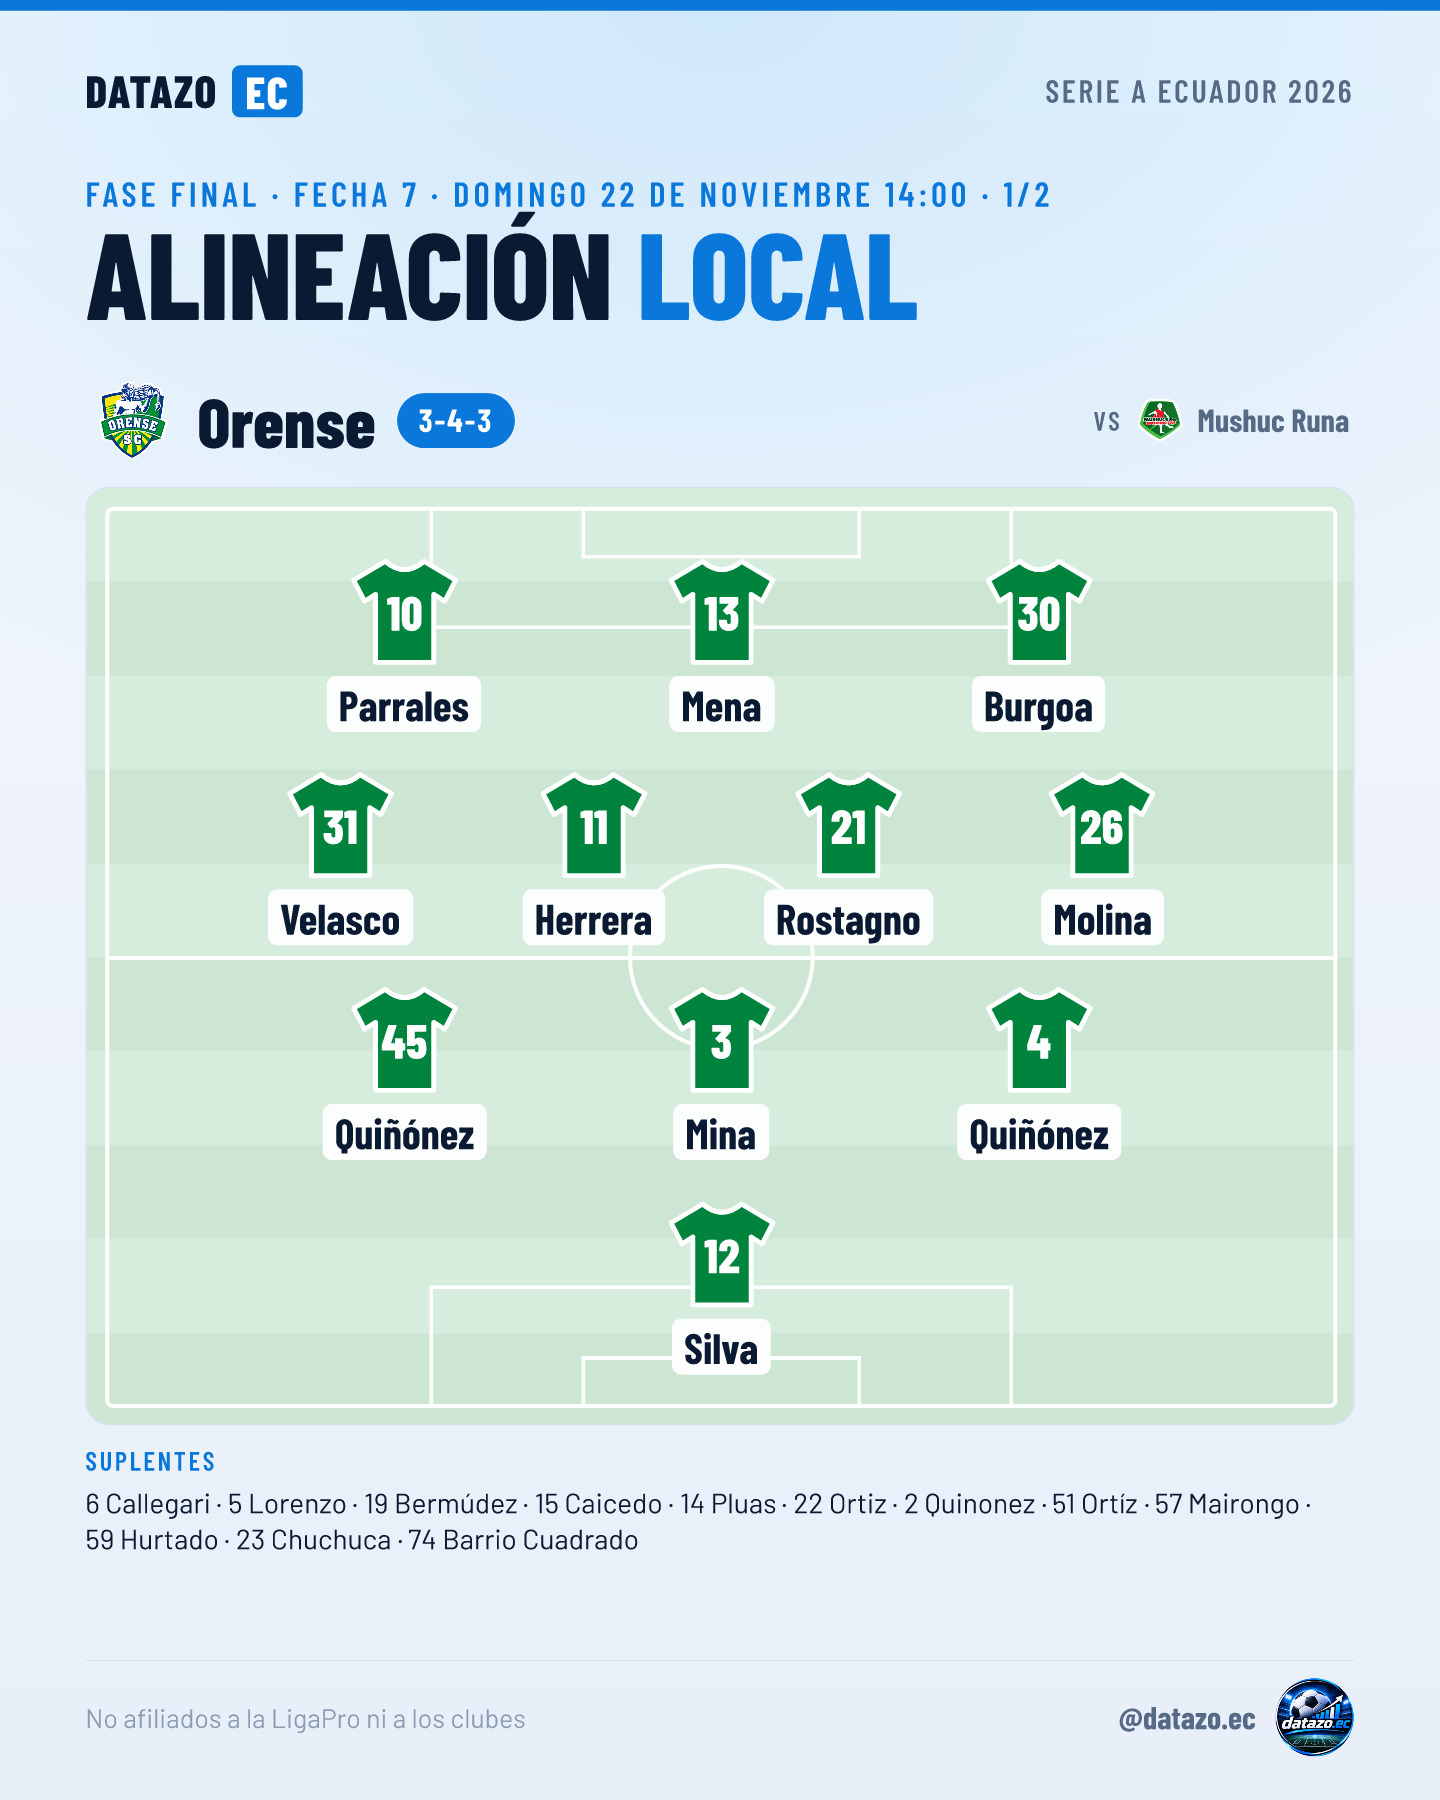 DATAZO EC
SERIE A ECUADOR 2026
FASE FINAL · FECHA 7 · DOMINGO 22 DE NOVIEMBRE 14:00 · 1/2
ALINEACIÓN LOCAL
ORENSE
SC
Orense 3-4-3
VS Mushuc Runa
10 13 30
Parrales Mena Burgoa
31 11 21 26
Velasco Herrera Rostagno Molina
45 3 4
Quiñónez Mina Quiñónez
12
Silva
SUPLENTES
6 Callegari · 5 Lorenzo · 19 Bermúdez · 15 Caicedo · 14 Pluas · 22 Ortiz · 2 Quinonez · 51 Ortíz · 57 Mairongo ·
59 Hurtado · 23 Chuchuca · 74 Barrio Cuadrado
No afiliados a la LigaPro ni a los clubes
@datazo.ec
datazo.ec